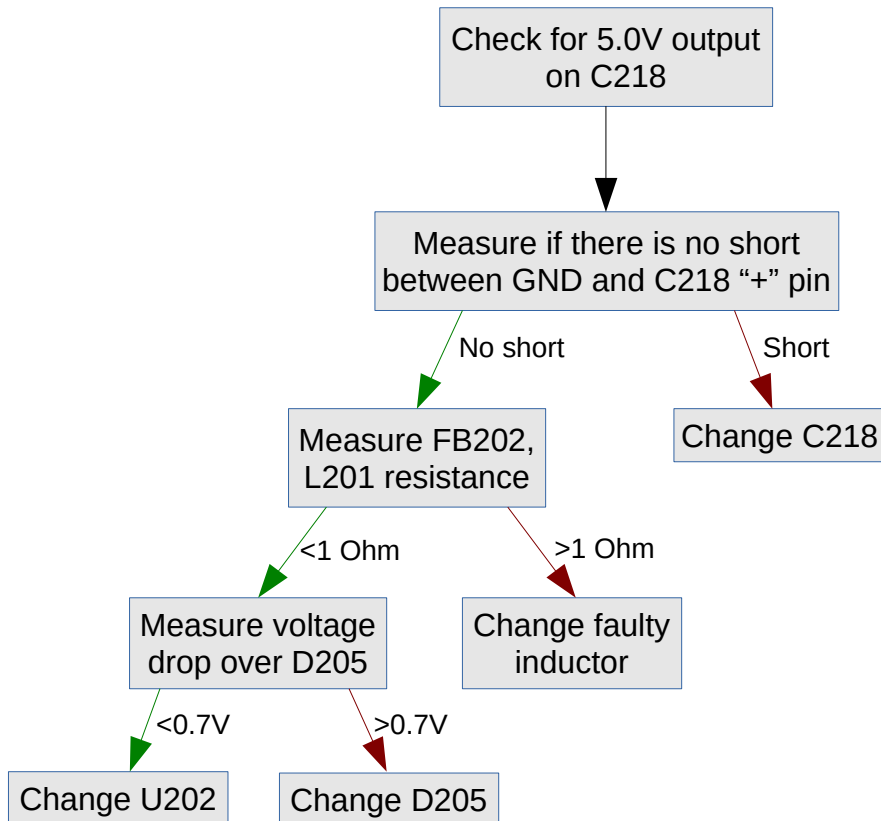 Check for 5.0V output
on C218
Measure if there is no short
between GND and C218 “+” pin
No short
Short
Measure FB202,
L201 resistance
Change C218
<1 Ohm
>1 Ohm
Measure voltage
drop over D205
Change faulty
inductor
<0.7V
>0.7V
Change U202
Change D205